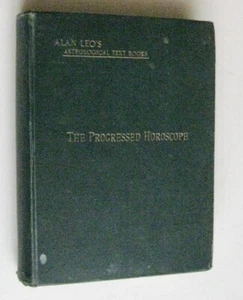 ALAN LEO'S
ASTROLOGICAL TEXT BOOKS
THE PROGRESSED HOROSCOPE